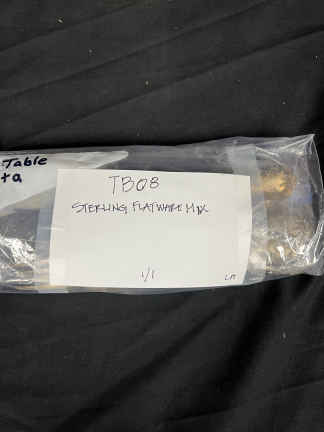 Table
TB08
STERLING FLATWARE MIX
1/1